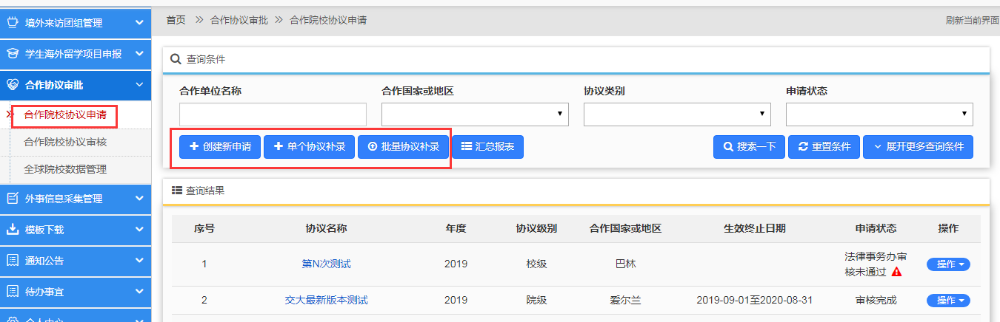 境外来访团组管理
学生海外留学项目申报
合作协议审批
合作院校协议申请
合作院校协议审核
全球院校数据管理
外事信息采集管理
模板下载
通知公告
待办事宜
个人中心
首页 >> 合作协议审批 >> 合作院校协议申请
刷新当前界面
查询条件
合作单位名称 合作国家或地区 协议类别 申请状态
创建新申请 单个协议补录 批量协议补录 汇总报表 搜索一下 重置条件 展开更多查询条件
查询结果
序号 协议名称 年度 协议级别 合作国家或地区 生效终止日期 申请状态 操作
1 第N次测试 2019 校级 巴林 法律事务办审
核未通过 操作
2 交大最新版本测试 2019 院级 爱尔兰 2019-09-01至2020-08-31 审核完成 操作